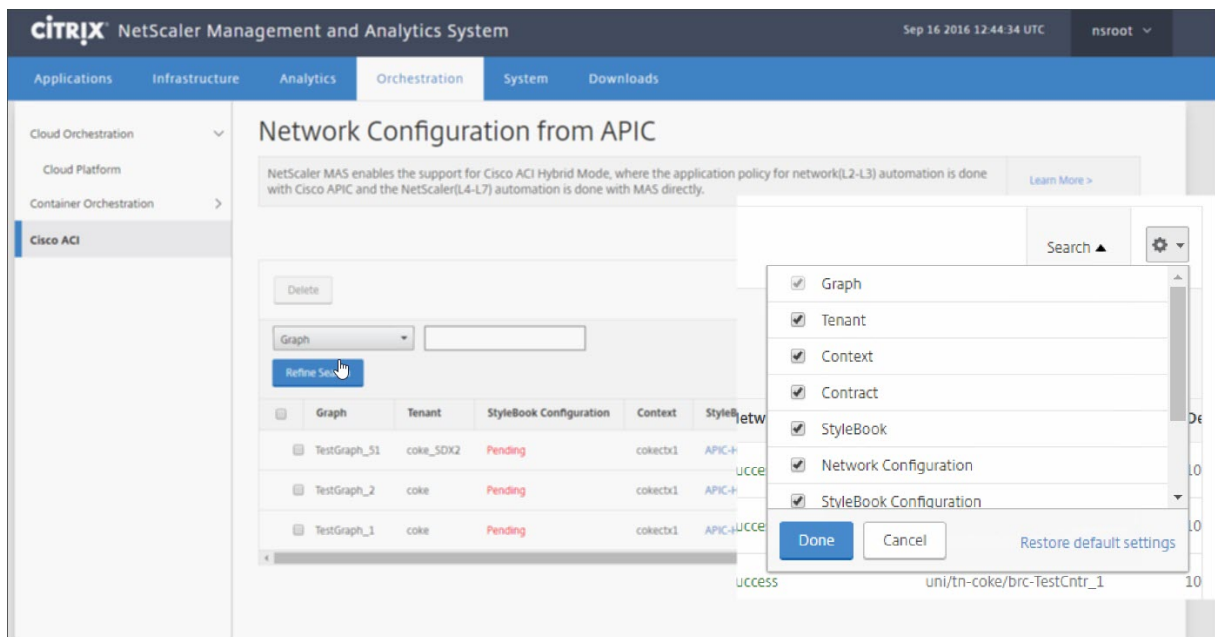 CİTRIX NetScaler Management and Analytics System
Sep 16 2016 12:44:34 UTC
nsroot
Applications Infrastructure Analytics Orchestration System Downloads
Cloud Orchestration
Cloud Platform
Container Orchestration
Cisco ACI
Network Configuration from APIC
NetScaler MAS enables the support for Cisco ACI Hybrid Mode, where the application policy for network(L2-L3) automation is done
with Cisco APIC and the NetScaler(L4-L7) automation is done with MAS directly.
Learn More >
Delete
Graph
Refine
Graph Tenant StyleBook Configuration Context
TestGraph_51 coke_SDX2 Pending cokectx1
TestGraph_2 coke Pending cokectx1
TestGraph_1 coke Pending cokectx1
Search
Graph
Tenant
Context
Contract
StyleBook
Network Configuration
StyleBook Configuration
Done Cancel Restore default settings
uccess uni/tn-coke/brc-TestCntr_1 10